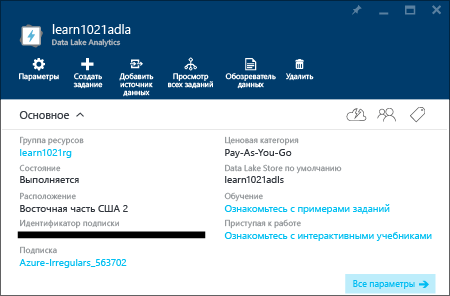 learn1021adla
Data Lake Analytics
Параметры
Создать
задание
Добавить
источник
данных
Просмотр
всех заданий
Обозреватель
данных
Удалить
Основное
Группа ресурсов
learn1021rg
Ценовая категория
Pay-As-You-Go
Состояние
Выполняется
Data Lake Store по умолчанию
learn1021adls
Расположение
Восточная часть США 2
Обучение
Ознакомьтесь с примерами заданий
Идентификатор подписки
Приступая к работе
Ознакомьтесь с интерактивными учебниками
Подписка
Azure-Irregulars_563702
Все параметры